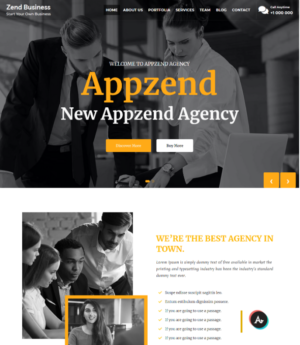 Zend Business
Start Your Own Business
HOME ABOUT US PORTFOLIO SERVICES TEAM BLOG CONTACT
Call Anytime
+1 000 000
WELCOME TO APPZEND AGENCY
Appzend
New Appzend Agency
Discover More
Buy Now
WE'RE THE BEST AGENCY IN
TOWN.
Lorem Ipsum is simply dummy text of free available in market the
printing and typesetting industry has been the industry's standard
dummy text ever.
If you are going to use a passage.
If you are going to use a passage.
If you are going to use a passage.
If you are going to use a passage.